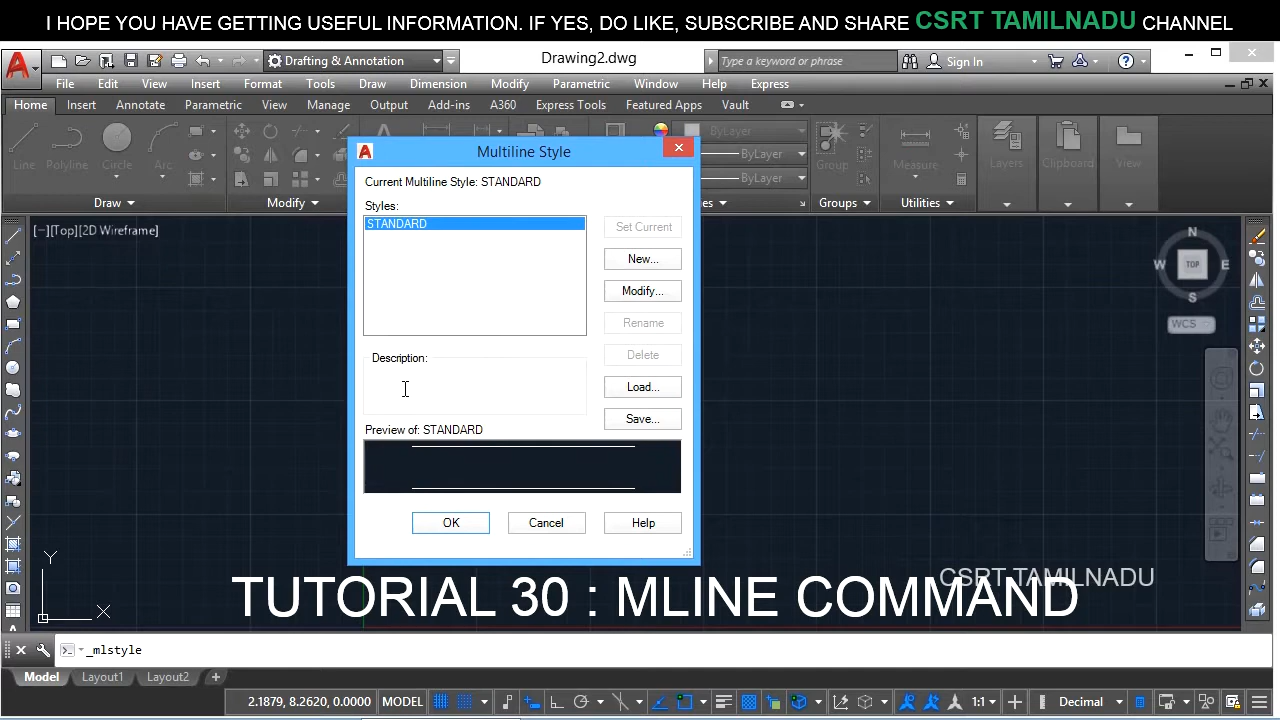 I HOPE YOU HAVE GETTING USEFUL INFORMATION. IF YES, DO LIKE, SUBSCRIBE AND SHARE CSRT TAMILNADU CHANNEL
Drafting & Annotation
Drawing2.dwg
Type a keyword or phrase
Sign In
File Edit View Insert Format Tools Draw Dimension Modify Parametric Window Help Express
Home Insert Annotate Parametric View Manage Output Add-ins A360 Express Tools Featured Apps Vault
Line Polyline Circle Arc
ByLayer
ByLayer
ByLayer
Group
Measure
Layers
Clipboard
View
Draw
Modify
Groups
Utilities
[−][Top][2D Wireframe]
Multiline Style
Current Multiline Style: STANDARD
Styles:
STANDARD
Set Current
New...
Modify...
Rename
Delete
Load...
Save...
Description:
Preview of: STANDARD
OK
Cancel
Help
N
W TOP E
S
WCS
Y
X
CSRT TAMILNADU
TUTORIAL 30 : MLINE COMMAND
_mlstyle
Model Layout1 Layout2 +
2.1879, 8.2620, 0.0000 MODEL 1:1 Decimal